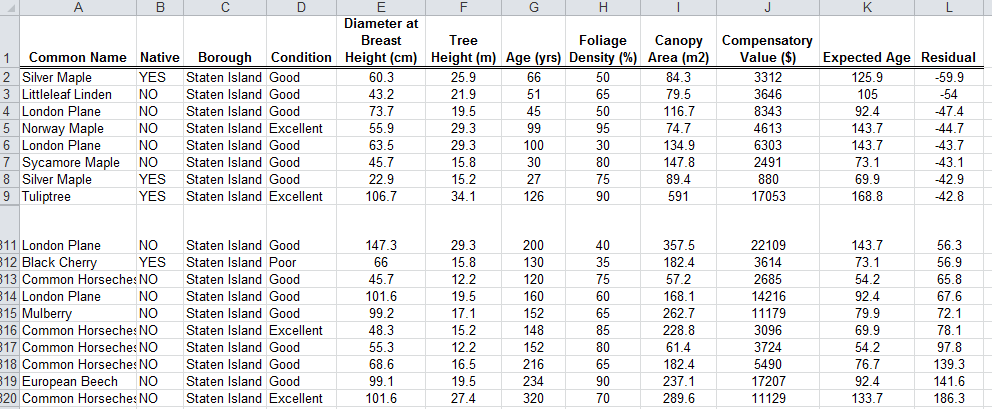 A B C D E F G H I J K L
Diameter at
Breast Tree Foliage Canopy Compensatory
1 Common Name Native Borough Condition Height (cm) Height (m) Age (yrs) Density (%) Area (m2) Value ($) Expected Age Residual
2 Silver Maple YES Staten Island Good 60.3 25.9 66 50 84.3 3312 125.9 -59.9
3 Littleleaf Linden NO Staten Island Good 43.2 21.9 51 65 79.5 3646 105 -54
4 London Plane NO Staten Island Good 73.7 19.5 45 50 116.7 8343 92.4 -47.4
5 Norway Maple NO Staten Island Excellent 55.9 29.3 99 95 74.7 4613 143.7 -44.7
6 London Plane NO Staten Island Good 63.5 29.3 100 30 134.9 6303 143.7 -43.7
7 Sycamore Maple NO Staten Island Good 45.7 15.8 30 80 147.8 2491 73.1 -43.1
8 Silver Maple YES Staten Island Good 22.9 15.2 27 75 89.4 880 69.9 -42.9
9 Tuliptree YES Staten Island Excellent 106.7 34.1 126 90 591 17053 168.8 -42.8
311 London Plane NO Staten Island Good 147.3 29.3 200 40 357.5 22109 143.7 56.3
312 Black Cherry YES Staten Island Poor 66 15.8 130 35 182.4 3614 73.1 56.9
313 Common Horseches NO Staten Island Good 45.7 12.2 120 75 57.2 2685 54.2 65.8
314 London Plane NO Staten Island Good 101.6 19.5 160 60 168.1 14216 92.4 67.6
315 Mulberry NO Staten Island Good 99.2 17.1 152 65 262.7 11179 79.9 72.1
316 Common Horseches NO Staten Island Excellent 48.3 15.2 148 85 228.8 3096 69.9 78.1
317 Common Horseches NO Staten Island Good 55.3 12.2 152 80 61.4 3724 54.2 97.8
318 Common Horseches NO Staten Island Good 68.6 16.5 216 65 182.4 5490 76.7 139.3
319 European Beech NO Staten Island Good 99.1 19.5 234 90 237.1 17207 92.4 141.6
320 Common Horseches NO Staten Island Excellent 101.6 27.4 320 70 289.6 11129 133.7 186.3